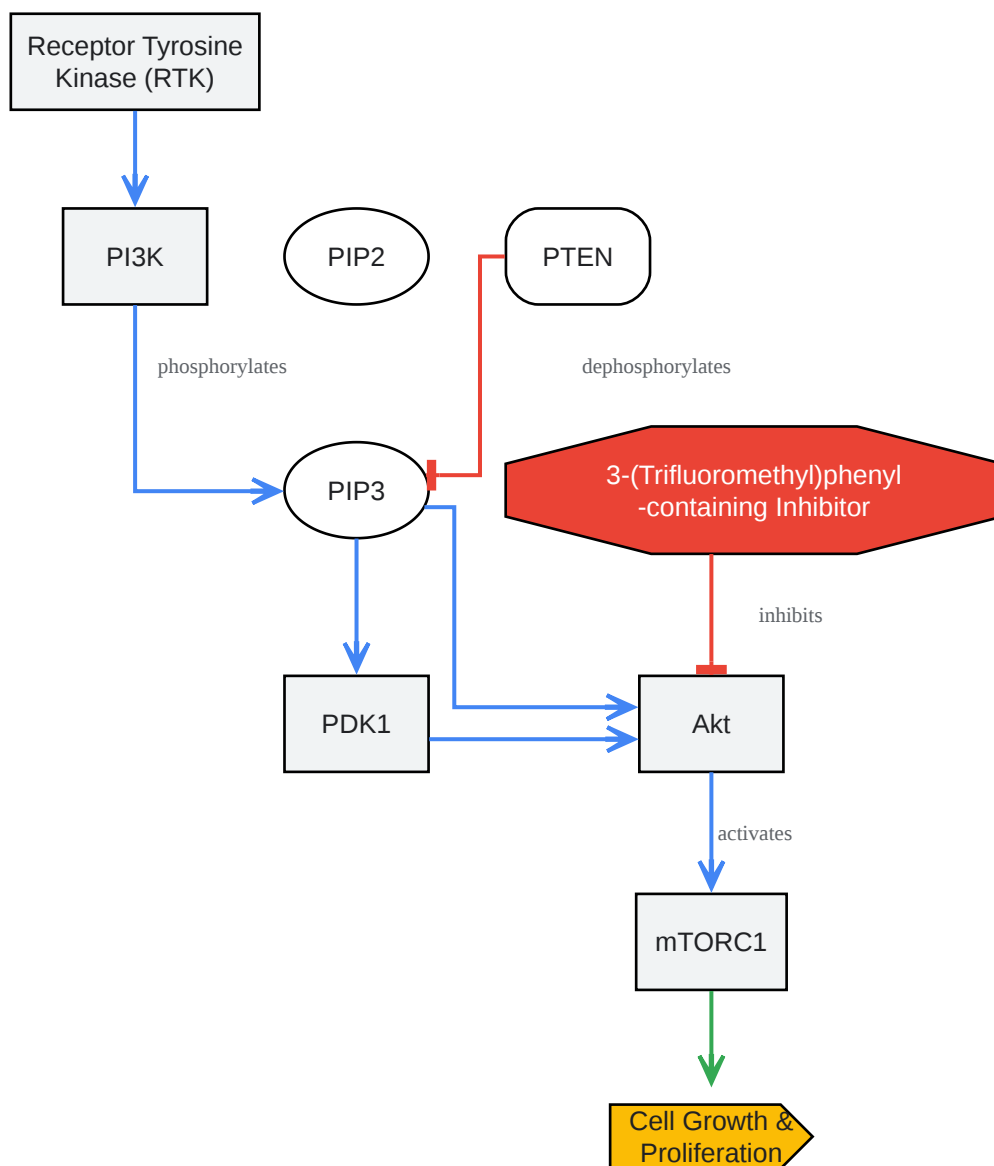 Receptor Tyrosine
Kinase (RTK)
PI3K
PIP2
PTEN
phosphorylates
dephosphorylates
PIP3
3-(Trifluoromethyl)phenyl
-containing Inhibitor
inhibits
PDK1
Akt
activates
mTORC1
Cell Growth &
Proliferation